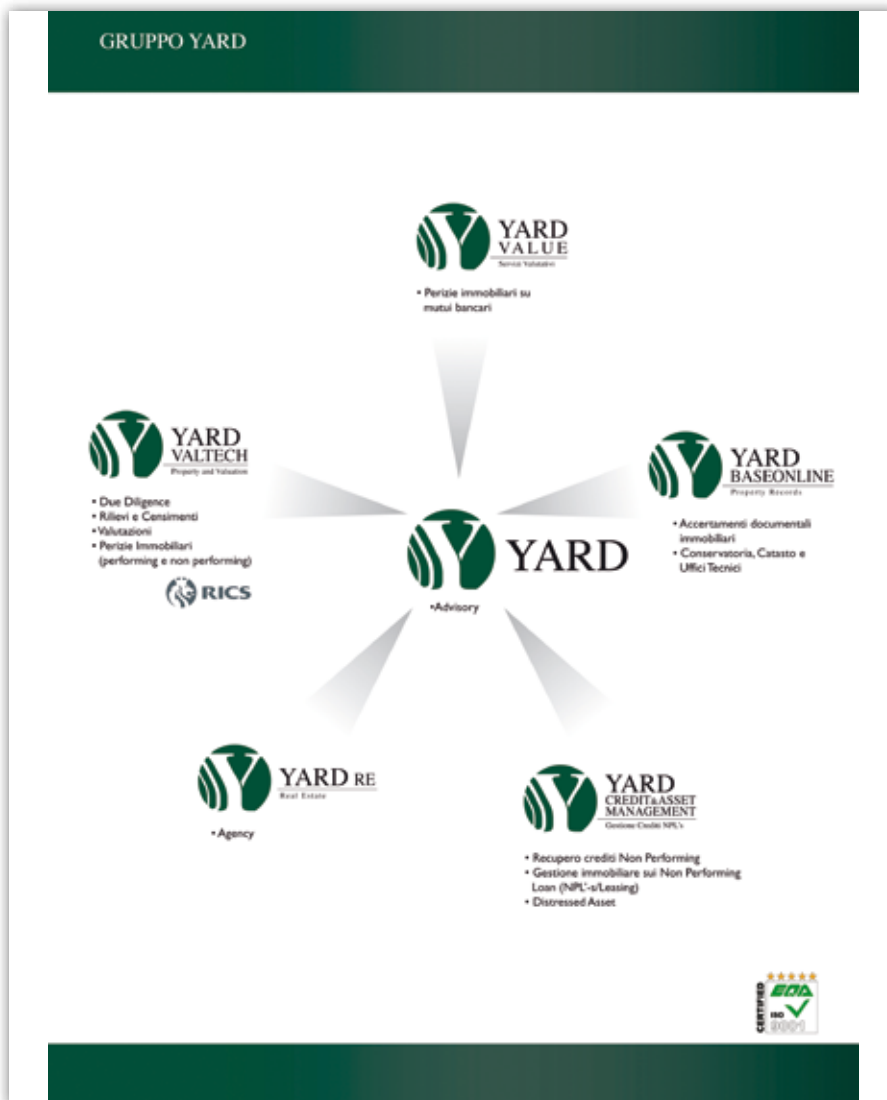 GRUPPO YARD
YARD
VALUE
Servizi Valutativi
• Perizie immobiliari su
mutui bancari
YARD
VALTECH
Property and Valuation
• Due Diligence
• Rilievi e Censimenti
• Valutazioni
• Perizie Immobiliari
(performing e non performing)
RICS
YARD
BASEONLINE
Property Records
• Accertamenti documentali
immobiliari
• Conservatoria, Catasto e
Uffici Tecnici
YARD
•Advisory
YARD RE
Real Estate
• Agency
YARD
CREDIT&ASSET
MANAGEMENT
Gestione Crediti NPL's
• Recupero crediti Non Performing
• Gestione immobiliare sui Non Performing
Loan (NPL'-s/Leasing)
• Distressed Asset
CERTIFIED
EQA
ISO
9001